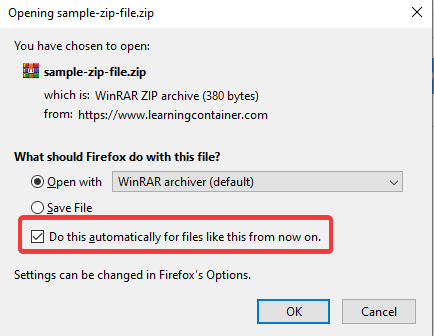 Opening sample-zip-file.zip
You have chosen to open:
sample-zip-file.zip
which is: WinRAR ZIP archive (380 bytes)
from: https://www.learningcontainer.com
What should Firefox do with this file?
Open with WinRAR archiver (default)
Save File
Do this automatically for files like this from now on.
Settings can be changed in Firefox's Options.
OK Cancel